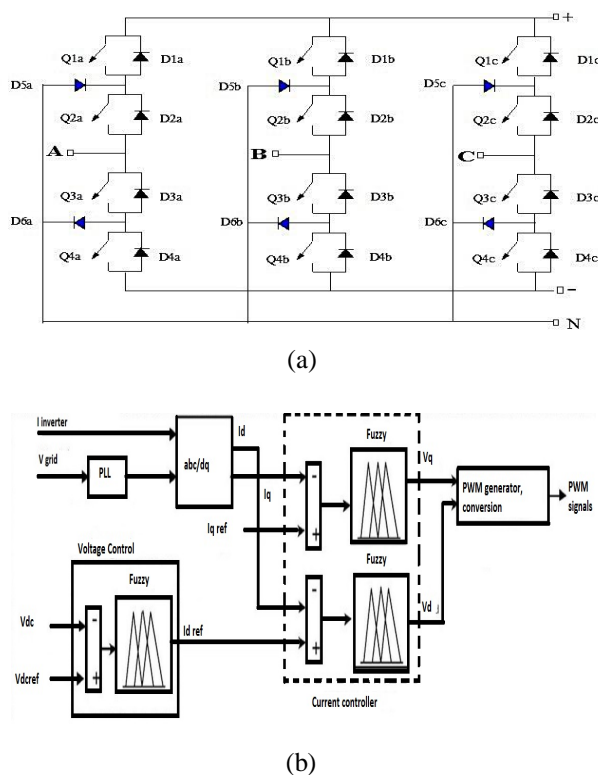 +
Q1a D1a Q1b D1b Q1c D1c
D5a D5b D5c
Q2a D2a Q2b D2b Q2c D2c
A B C
Q3a D3a Q3b D3b Q3c D3c
D6a D6b D6c
Q4a D4a Q4b D4b Q4c D4c
-
N
(a)
I inverter
V grid
PLL
abc/dq
Id
Iq
Iq ref
Fuzzy
Vq
-
+
PWM generator,
conversion
PWM
signals
Voltage Control
Fuzzy
Vdc
-
Vdcref
+
Id ref
Fuzzy
-
+
Vd
Current controller
(b)